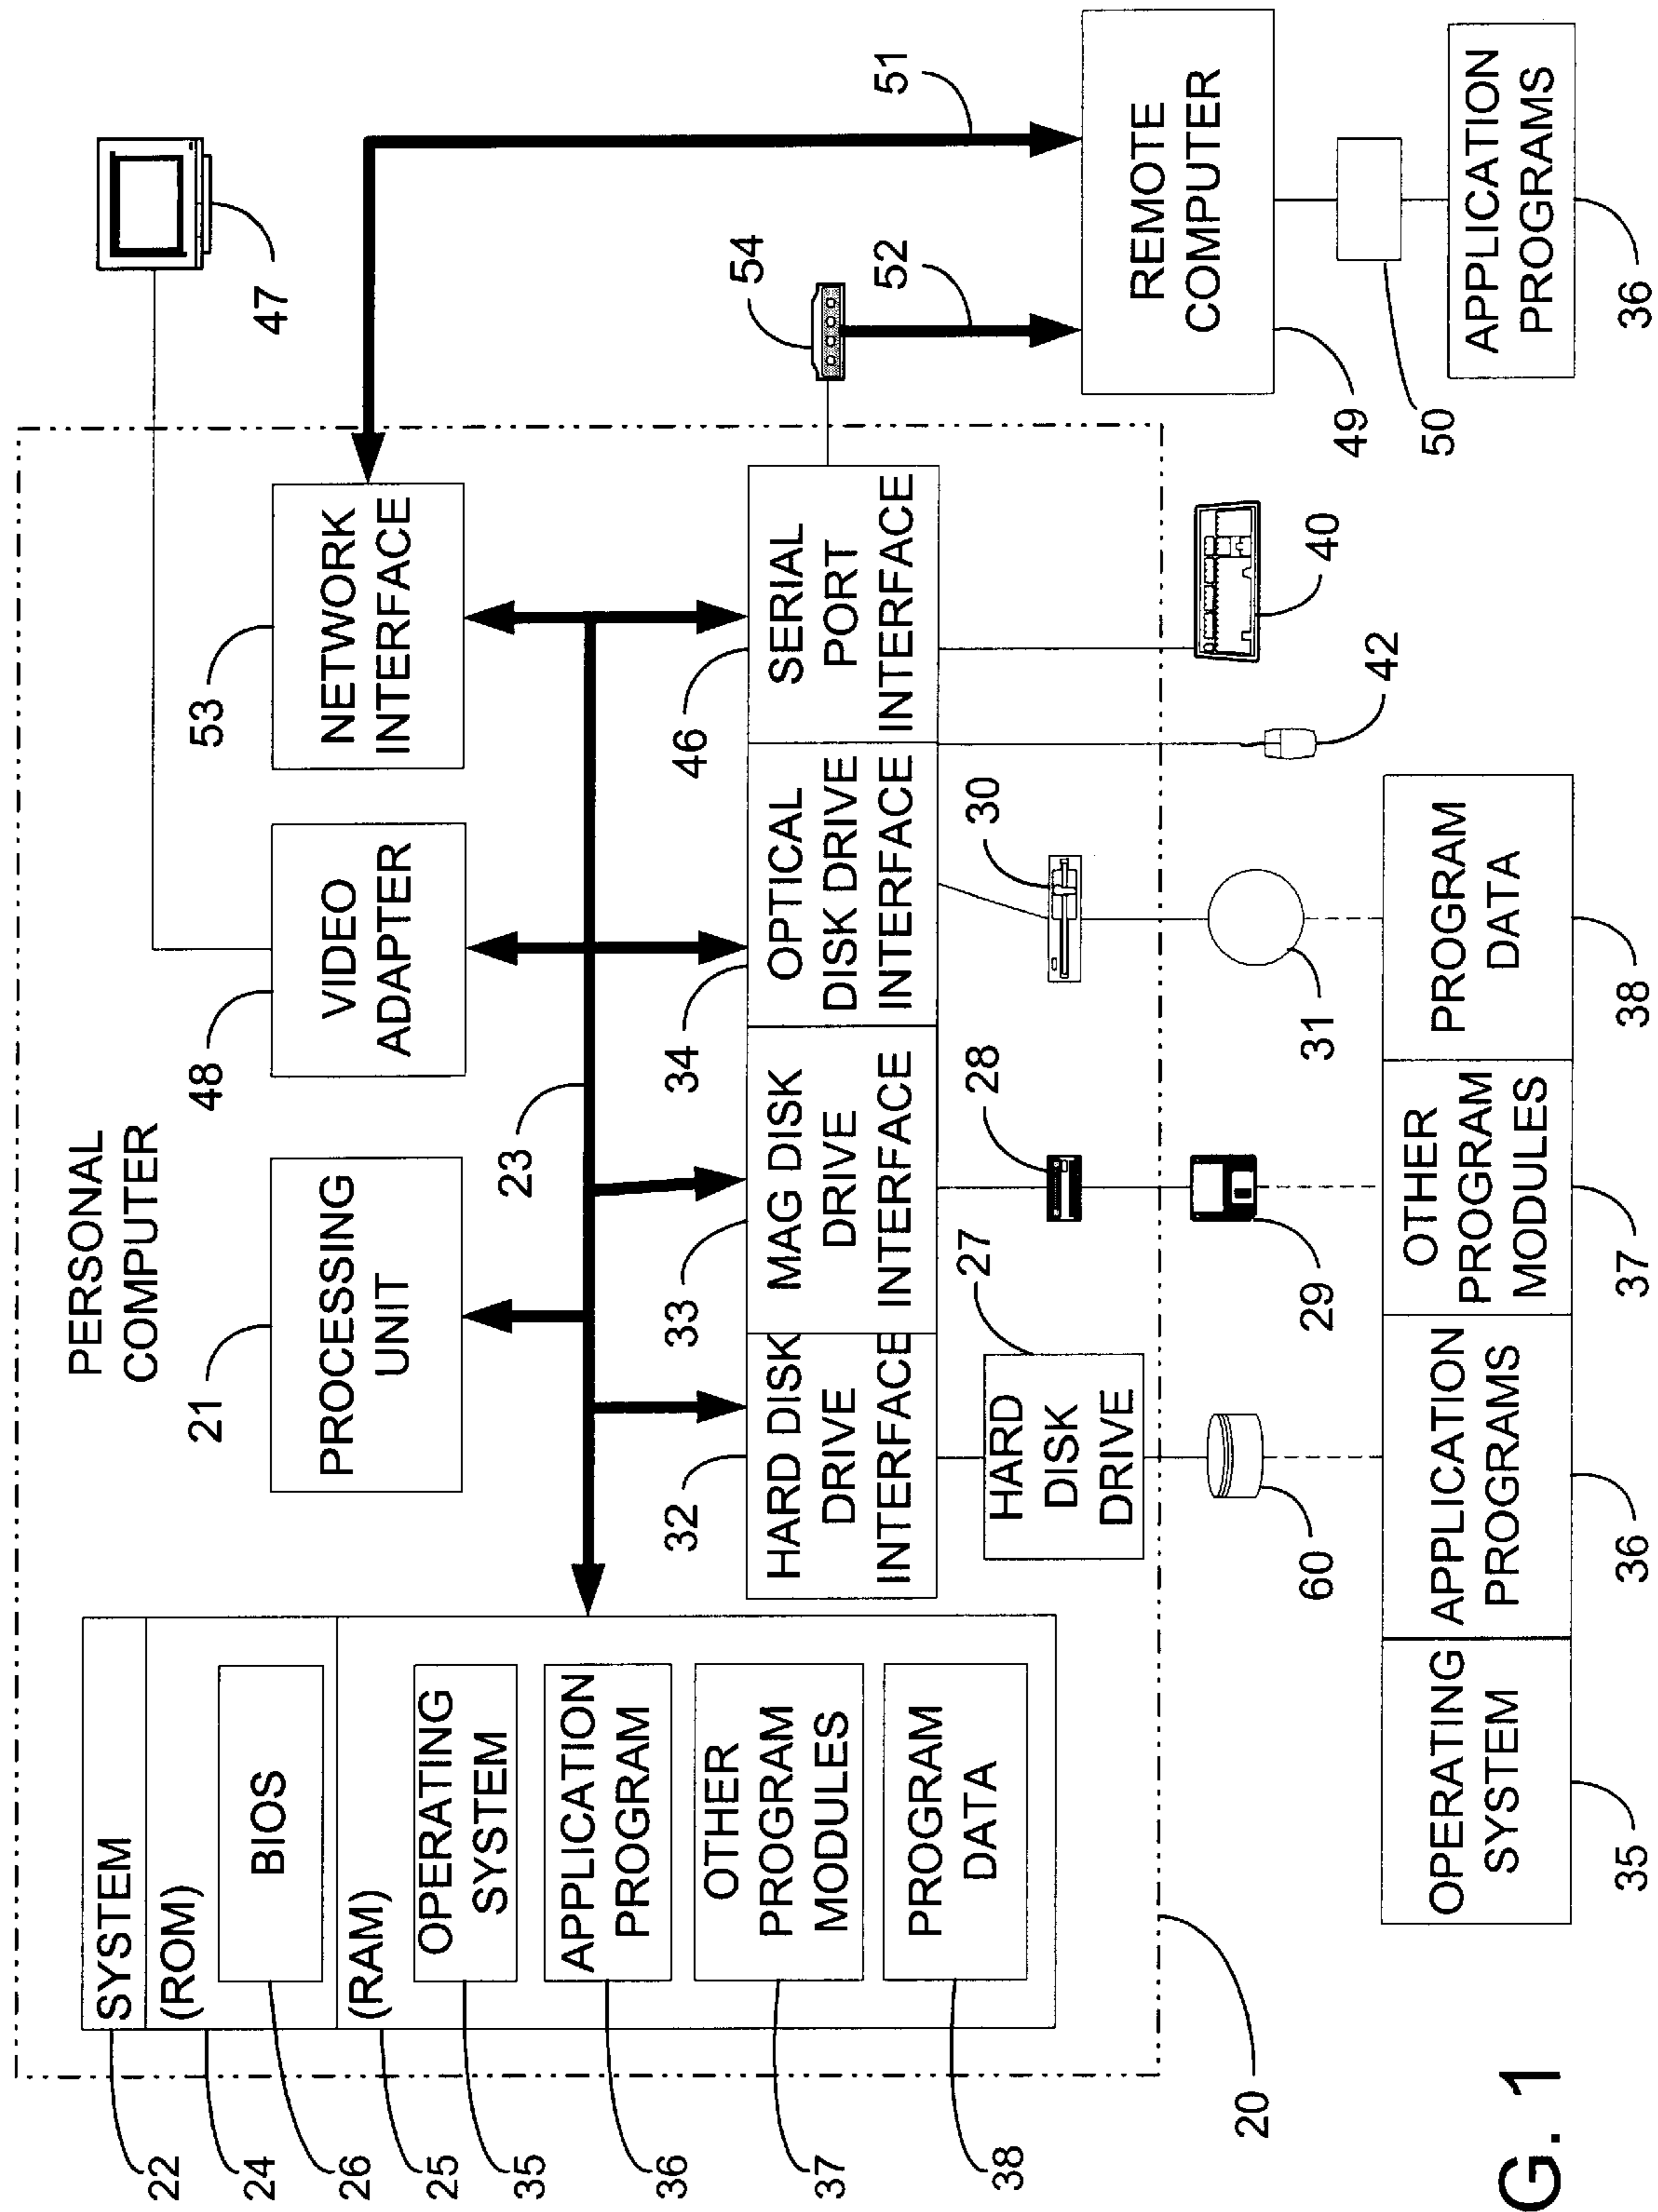 PERSONAL
COMPUTER
22
SYSTEM
24
(ROM)
26
BIOS
25
(RAM)
35
OPERATING
SYSTEM
36
APPLICATION
PROGRAM
37
OTHER
PROGRAM
MODULES
38
PROGRAM
DATA
21
PROCESSING
UNIT
48
VIDEO
ADAPTER
53
NETWORK
INTERFACE
47
23
32
HARD DISK
DRIVE
INTERFACE
33
MAG DISK
DRIVE
INTERFACE
34
OPTICAL
DISK DRIVE
INTERFACE
46
SERIAL
PORT
INTERFACE
54
52
51
27
HARD
DISK
DRIVE
28
30
20
60
29
31
42
40
REMOTE
COMPUTER
49
50
APPLICATION
PROGRAMS
36
OPERATING
SYSTEM
35
APPLICATION
PROGRAMS
36
OTHER
PROGRAM
MODULES
37
PROGRAM
DATA
38
G. 1